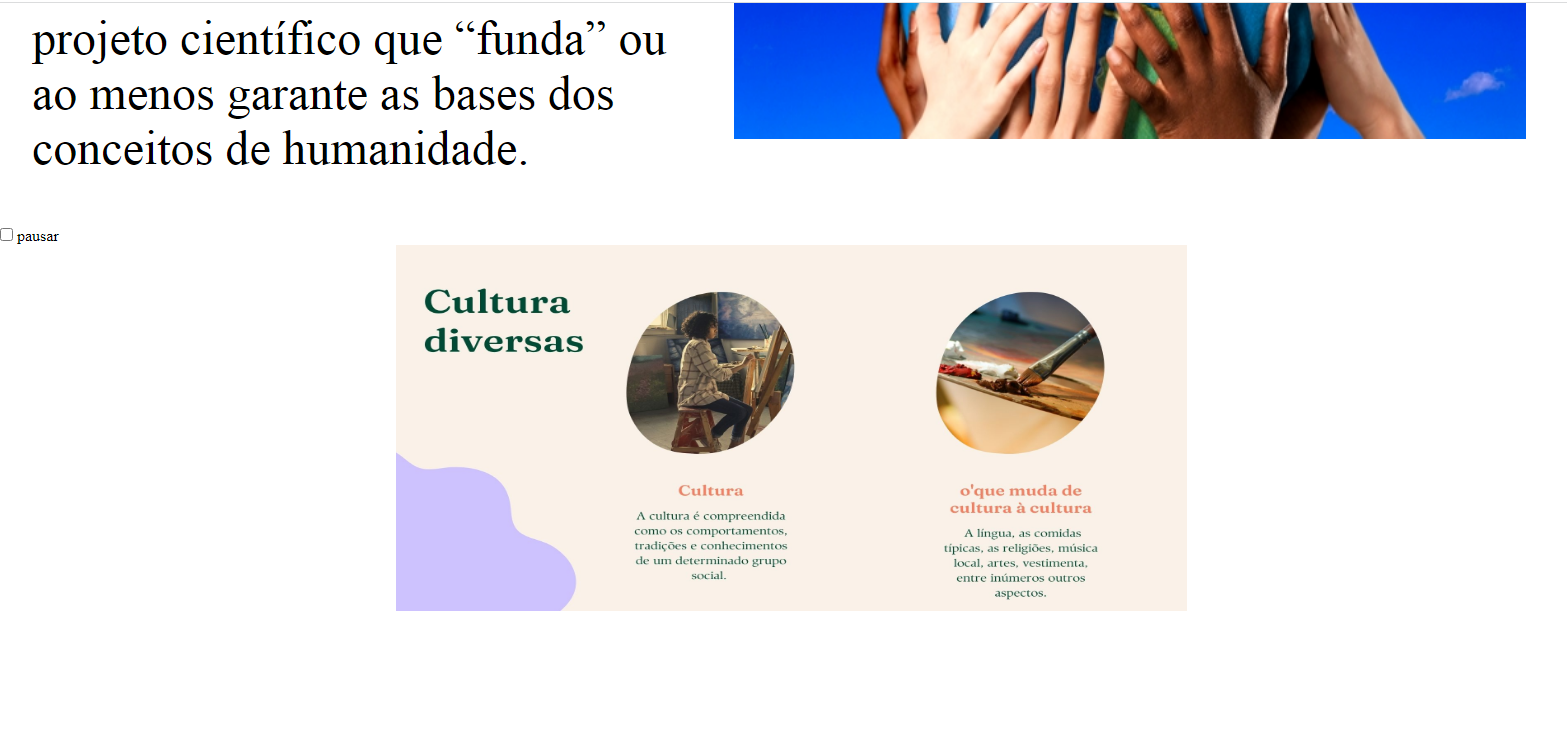 projeto científico que “funda” ou
ao menos garante as bases dos
conceitos de humanidade.
pausar
Cultura
diversas
Cultura
A cultura é compreendida
como os comportamentos,
tradições e conhecimentos
de um determinado grupo
social.
o'que muda de
cultura à cultura
A língua, as comidas
típicas, as religiões, música
local, artes, vestimenta,
entre inúmeros outros
aspectos.